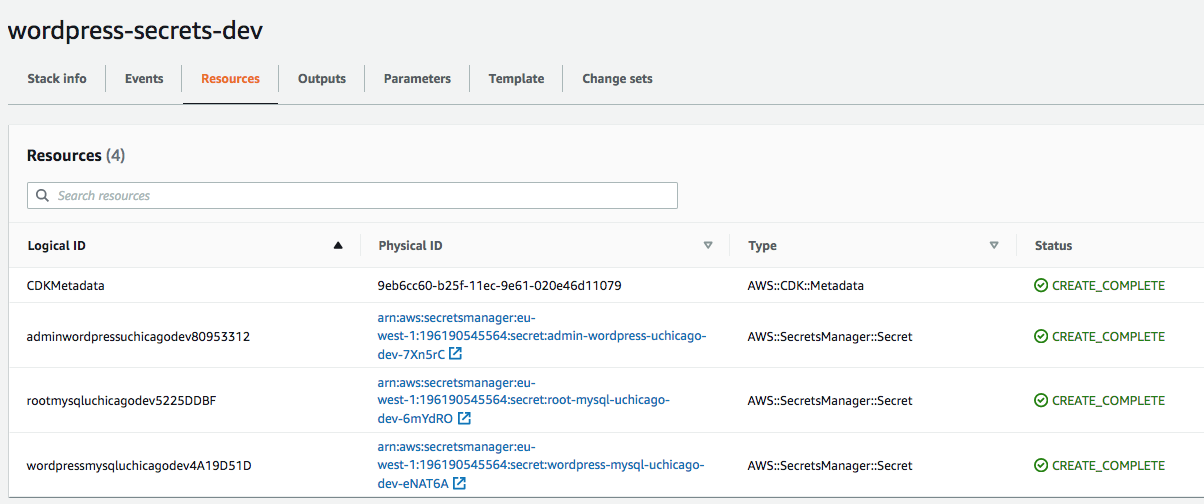 wordpress-secrets-dev
Stack info Events Resources Outputs Parameters Template Change sets
Resources (4)
Search resources
Logical ID Physical ID Type Status
CDKMetadata 9eb6cc60-b25f-11ec-9e61-020e46d11079 AWS::CDK::Metadata CREATE_COMPLETE
arn:aws:secretsmanager:eu-
adminwordpressuchicagodev80953312 west-1:196190545564:secret:admin-wordpress-uchicago- AWS::SecretsManager::Secret CREATE_COMPLETE
dev-7Xn5rC
arn:aws:secretsmanager:eu-
rootmysqluchicagodev5225DDBF west-1:196190545564:secret:root-mysql-uchicago- AWS::SecretsManager::Secret CREATE_COMPLETE
dev-6mYdRO
arn:aws:secretsmanager:eu-
wordpressmysqluchicagodev4A19D51D west-1:196190545564:secret:wordpress-mysql-uchicago- AWS::SecretsManager::Secret CREATE_COMPLETE
dev-eNAT6A